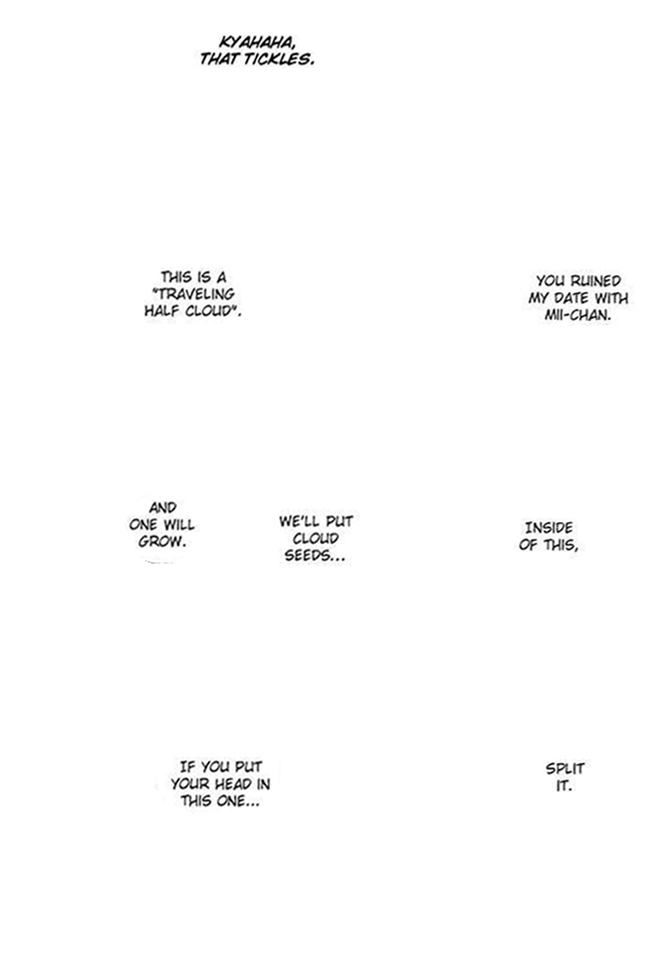 KYAHAHA,
THAT TICKLES.
YOU RUINED
MY DATE WITH
MII-CHAN.
THIS IS A
"TRAVELING
HALF CLOUD".
INSIDE
OF THIS,
WE'LL PUT
CLOUD
SEEDS...
AND
ONE WILL
GROW.
SPLIT
IT.
IF YOU PUT
YOUR HEAD IN
THIS ONE...